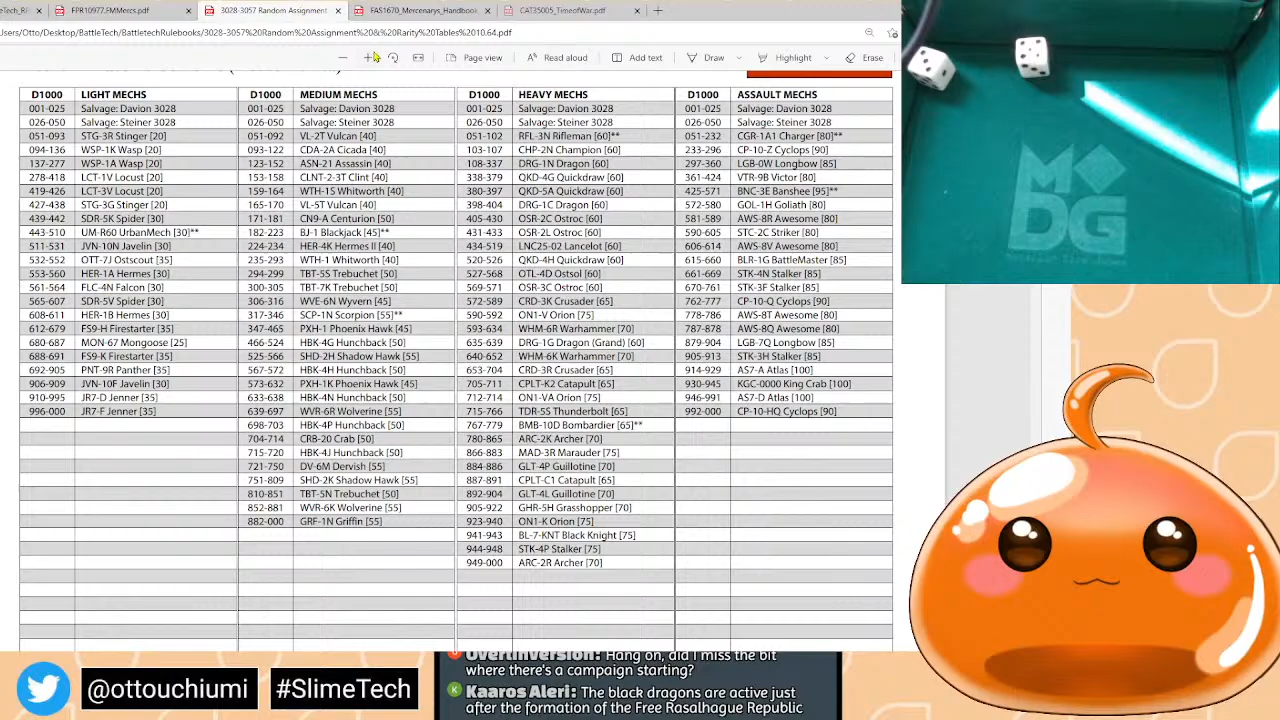 FPR10977.FMMercs.pdf
3028-3057 Random Assignment
FAS1670_Mercenarys_Handbook
CAT35005_TimeofWar.pdf
Users/Otto/Desktop/BattleTech/BattletechRulebooks/3028-3057%20Random%20Assignment%20&%20Rarity%20Tables%2010.64.pdf
Page view
Read aloud
Add text
Draw
Highlight
Erase
D1000 LIGHT MECHS D1000 MEDIUM MECHS D1000 HEAVY MECHS D1000 ASSAULT MECHS
001-025 Salvage: Davion 3028 001-025 Salvage: Davion 3028 001-025 Salvage: Davion 3028 001-025 Salvage: Davion 3028
026-050 Salvage: Steiner 3028 026-050 Salvage: Steiner 3028 026-050 Salvage: Steiner 3028 026-050 Salvage: Steiner 3028
051-093 STG-3R Stinger [20] 051-092 VL-2T Vulcan [40] 051-102 RFL-3N Rifleman [60]** 051-232 CGR-1A1 Charger [80]**
094-136 WSP-1K Wasp [20] 093-122 CDA-2A Cicada [40] 103-107 CHP-2N Champion [60] 233-296 CP-10-Z Cyclops [90]
137-277 WSP-1A Wasp [20] 123-152 ASN-21 Assassin [40] 108-337 DRG-1N Dragon [60] 297-360 LGB-0W Longbow [85]
278-418 LCT-1V Locust [20] 153-158 CLNT-2-3T Clint [40] 338-379 QKD-4G Quickdraw [60] 361-424 VTR-9B Victor [80]
419-426 LCT-3V Locust [20] 159-164 WTH-1S Whitworth [40] 380-397 QKD-5A Quickdraw [60] 425-571 BNC-3E Banshee [95]**
427-438 STG-3G Stinger [20] 165-170 VL-5T Vulcan [40] 398-404 DRG-1C Dragon [60] 572-580 GOL-1H Goliath [80]
439-442 SDR-5K Spider [30] 171-181 CN9-A Centurion [50] 405-430 OSR-2C Ostroc [60] 581-589 AWS-8R Awesome [80]
443-510 UM-R60 UrbanMech [30]** 182-223 BJ-1 Blackjack [45]** 431-433 OSR-2L Ostroc [60] 590-605 STC-2C Striker [80]
511-531 JVN-10N Javelin [30] 224-234 HER-4K Hermes II [40] 434-519 LNC25-02 Lancelot [60] 606-614 AWS-8V Awesome [80]
532-552 OTT-7J Ostscout [35] 235-293 WTH-1 Whitworth [40] 520-526 QKD-4H Quickdraw [60] 615-660 BLR-1G BattleMaster [85]
553-560 HER-1A Hermes [30] 294-299 TBT-5S Trebuchet [50] 527-568 OTL-4D Ostsol [60] 661-669 STK-4N Stalker [85]
561-564 FLC-4N Falcon [30] 300-305 TBT-7K Trebuchet [50] 569-571 OSR-3C Ostroc [60] 670-761 STK-3F Stalker [85]
565-607 SDR-5V Spider [30] 306-316 WVE-6N Wyvern [45] 572-589 CRD-3K Crusader [65] 762-777 CP-10-Q Cyclops [90]
608-611 HER-1B Hermes [30] 317-346 SCP-1N Scorpion [55]** 590-592 ON1-V Orion [75] 778-786 AWS-8T Awesome [80]
612-679 FS9-H Firestarter [35] 347-465 PXH-1 Phoenix Hawk [45] 593-634 WHM-6R Warhammer [70] 787-878 AWS-8Q Awesome [80]
680-687 MON-67 Mongoose [25] 466-524 HBK-4G Hunchback [50] 635-639 DRG-1G Dragon (Grand) [60] 879-904 LGB-7Q Longbow [85]
688-691 FS9-K Firestarter [35] 525-566 SHD-2H Shadow Hawk [55] 640-652 WHM-6K Warhammer [70] 905-913 STK-3H Stalker [85]
692-905 PNT-9R Panther [35] 567-572 HBK-4H Hunchback [50] 653-704 CRD-3R Crusader [65] 914-929 AS7-A Atlas [100]
906-909 JVN-10F Javelin [30] 573-632 PXH-1K Phoenix Hawk [45] 705-711 CPLT-K2 Catapult [65] 930-945 KGC-0000 King Crab [100]
910-995 JR7-D Jenner [35] 633-638 HBK-4N Hunchback [50] 712-714 ON1-VA Orion [75] 946-991 AS7-D Atlas [100]
996-000 JR7-F Jenner [35] 639-697 WVR-6R Wolverine [55] 715-766 TDR-5S Thunderbolt [65] 992-000 CP-10-HQ Cyclops [90]
698-703 HBK-4P Hunchback [50] 767-779 BMB-10D Bombardier [65]**
704-714 CRB-20 Crab [50] 780-865 ARC-2K Archer [70]
715-720 HBK-4J Hunchback [50] 866-883 MAD-3R Marauder [75]
721-750 DV-6M Dervish [55] 884-886 GLT-4P Guillotine [70]
751-809 SHD-2K Shadow Hawk [55] 887-891 CPLT-C1 Catapult [65]
810-851 TBT-5N Trebuchet [50] 892-904 GLT-4L Guillotine [70]
852-881 WVR-6K Wolverine [55] 905-922 GHR-5H Grasshopper [70]
882-000 GRF-1N Griffin [55] 923-940 ON1-K Orion [75]
941-943 BL-7-KNT Black Knight [75]
944-948 STK-4P Stalker [75]
949-000 ARC-2R Archer [70]
M
DG
@ottouchiumi
#SlimeTech
OvertInversion: Hang on, did I miss the bit
where there's a campaign starting?
K Kaaros Aleri: The black dragons are active just
after the formation of the Free Rasalhague Republic